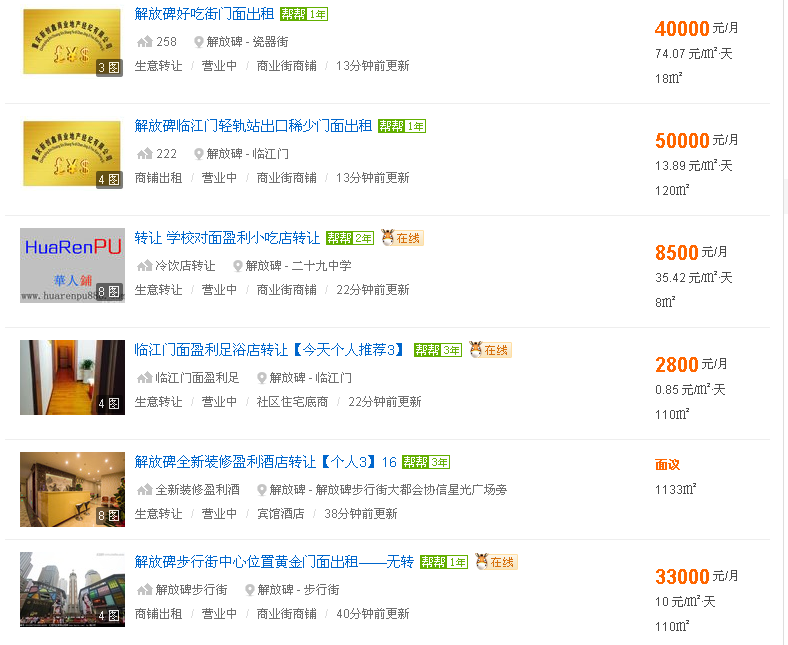 解放碑好吃街门面出租 帮帮 1年
258 解放碑 - 瓷器街
生意转让 / 营业中 / 商业街商铺 / 13分钟前更新
40000 元/月
74.07 元/㎡·天
18㎡
£¥$
3 图
解放碑临江门轻轨站出口稀少门面出租 帮帮 1年
222 解放碑 - 临江门
商铺出租 / 营业中 / 商业街商铺 / 13分钟前更新
50000 元/月
13.89 元/㎡·天
120㎡
£¥$
4 图
转让 学校对面盈利小吃店转让 帮帮 2年 在线
冷饮店转让 解放碑 - 二十九中学
生意转让 / 营业中 / 商业街商铺 / 22分钟前更新
8500 元/月
35.42 元/㎡·天
8㎡
HuaRenPU
華人鋪
www.huarenpu88
8 图
临江门面盈利足浴店转让【今天个人推荐3】 帮帮 3年 在线
临江门面盈利足 解放碑 - 临江门
生意转让 / 营业中 / 社区住宅底商 / 22分钟前更新
2800 元/月
0.85 元/㎡·天
110㎡
4 图
解放碑全新装修盈利酒店转让【个人3】16 帮帮 3年
全新装修盈利酒 解放碑 - 解放碑步行街大都会协信星光广场旁
生意转让 / 营业中 / 宾馆酒店 / 38分钟前更新
面议
1133㎡
8 图
解放碑步行街中心位置黄金门面出租——无转 帮帮 1年 在线
解放碑步行街 解放碑 - 步行街
商铺出租 / 营业中 / 商业街商铺 / 40分钟前更新
33000 元/月
10 元/㎡·天
110㎡
4 图